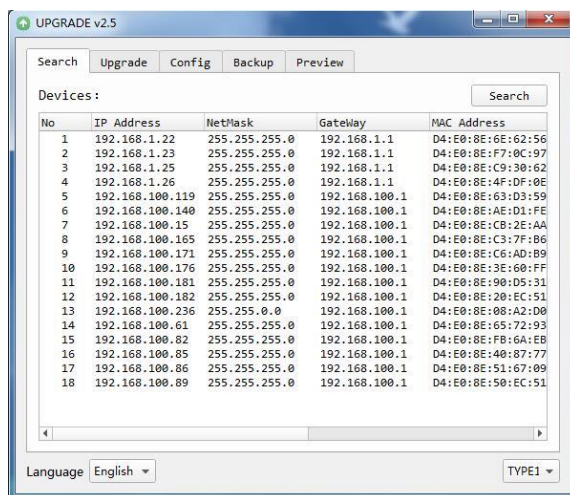 UPGRADE v2.5
Search Upgrade Config Backup Preview
Devices: Search
No IP Address NetMask GateWay MAC Address
1 192.168.1.22 255.255.255.0 192.168.1.1 D4:E0:8E:6E:62:56
2 192.168.1.23 255.255.255.0 192.168.1.1 D4:E0:8E:F7:0C:97
3 192.168.1.25 255.255.255.0 192.168.1.1 D4:E0:8E:C9:30:62
4 192.168.1.26 255.255.255.0 192.168.1.1 D4:E0:8E:4F:DF:0E
5 192.168.100.119 255.255.255.0 192.168.100.1 D4:E0:8E:63:D3:59
6 192.168.100.140 255.255.255.0 192.168.100.1 D4:E0:8E:AE:D1:FE
7 192.168.100.15 255.255.255.0 192.168.100.1 D4:E0:8E:CB:2E:AA
8 192.168.100.165 255.255.255.0 192.168.100.1 D4:E0:8E:C3:7F:B6
9 192.168.100.171 255.255.255.0 192.168.100.1 D4:E0:8E:C6:AD:B9
10 192.168.100.176 255.255.255.0 192.168.100.1 D4:E0:8E:3E:60:FF
11 192.168.100.181 255.255.255.0 192.168.100.1 D4:E0:8E:90:D5:31
12 192.168.100.182 255.255.255.0 192.168.100.1 D4:E0:8E:20:EC:51
13 192.168.100.236 255.255.0.0 192.168.100.1 D4:E0:8E:08:A2:D0
14 192.168.100.61 255.255.255.0 192.168.100.1 D4:E0:8E:65:72:93
15 192.168.100.82 255.255.255.0 192.168.100.1 D4:E0:8E:FB:6A:EB
16 192.168.100.85 255.255.255.0 192.168.100.1 D4:E0:8E:40:87:77
17 192.168.100.86 255.255.255.0 192.168.100.1 D4:E0:8E:51:67:09
18 192.168.100.89 255.255.255.0 192.168.100.1 D4:E0:8E:50:EC:51
Language English TYPE1